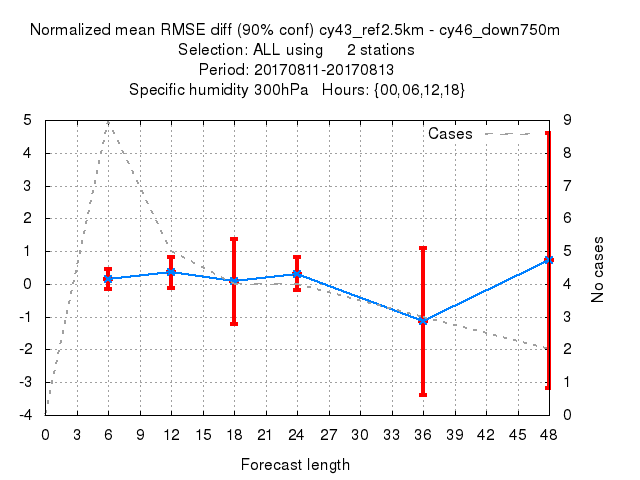 Normalized mean RMSE diff (90% conf) cy43_ref2.5km - cy46_down750m
Selection: ALL using 2 stations
Period: 20170811-20170813
Specific humidity 300hPa Hours: {00,06,12,18}
Cases
5
4
3
2
1
0
-1
-2
-3
-4
9
8
7
6
5
4
3
2
1
0
No cases
0 3 6 9 12 15 18 21 24 27 30 33 36 39 42 45 48
Forecast length